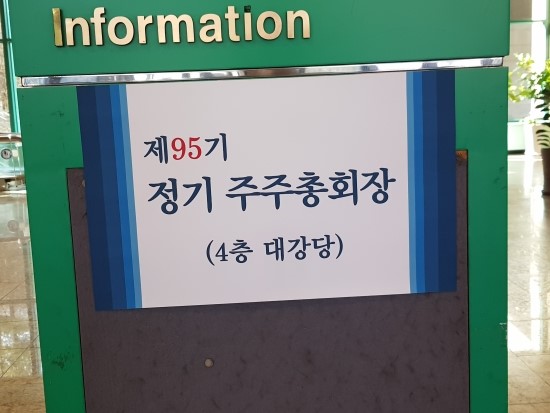 Information
제95기
정기 주주총회장
(4층 대강당)